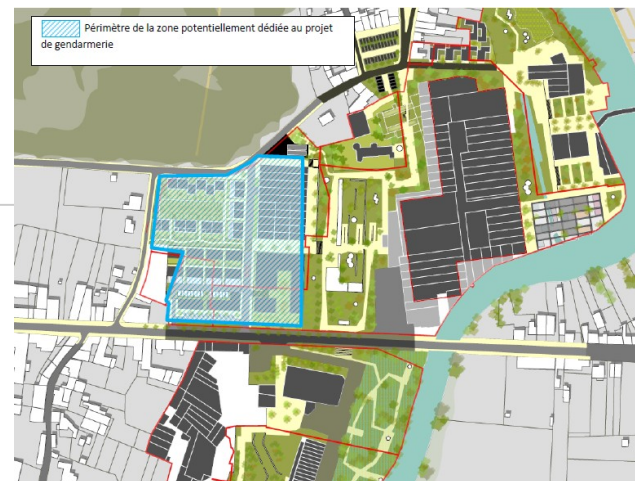 Périmètre de la zone potentiellement dédiée au projet
de gendarmerie